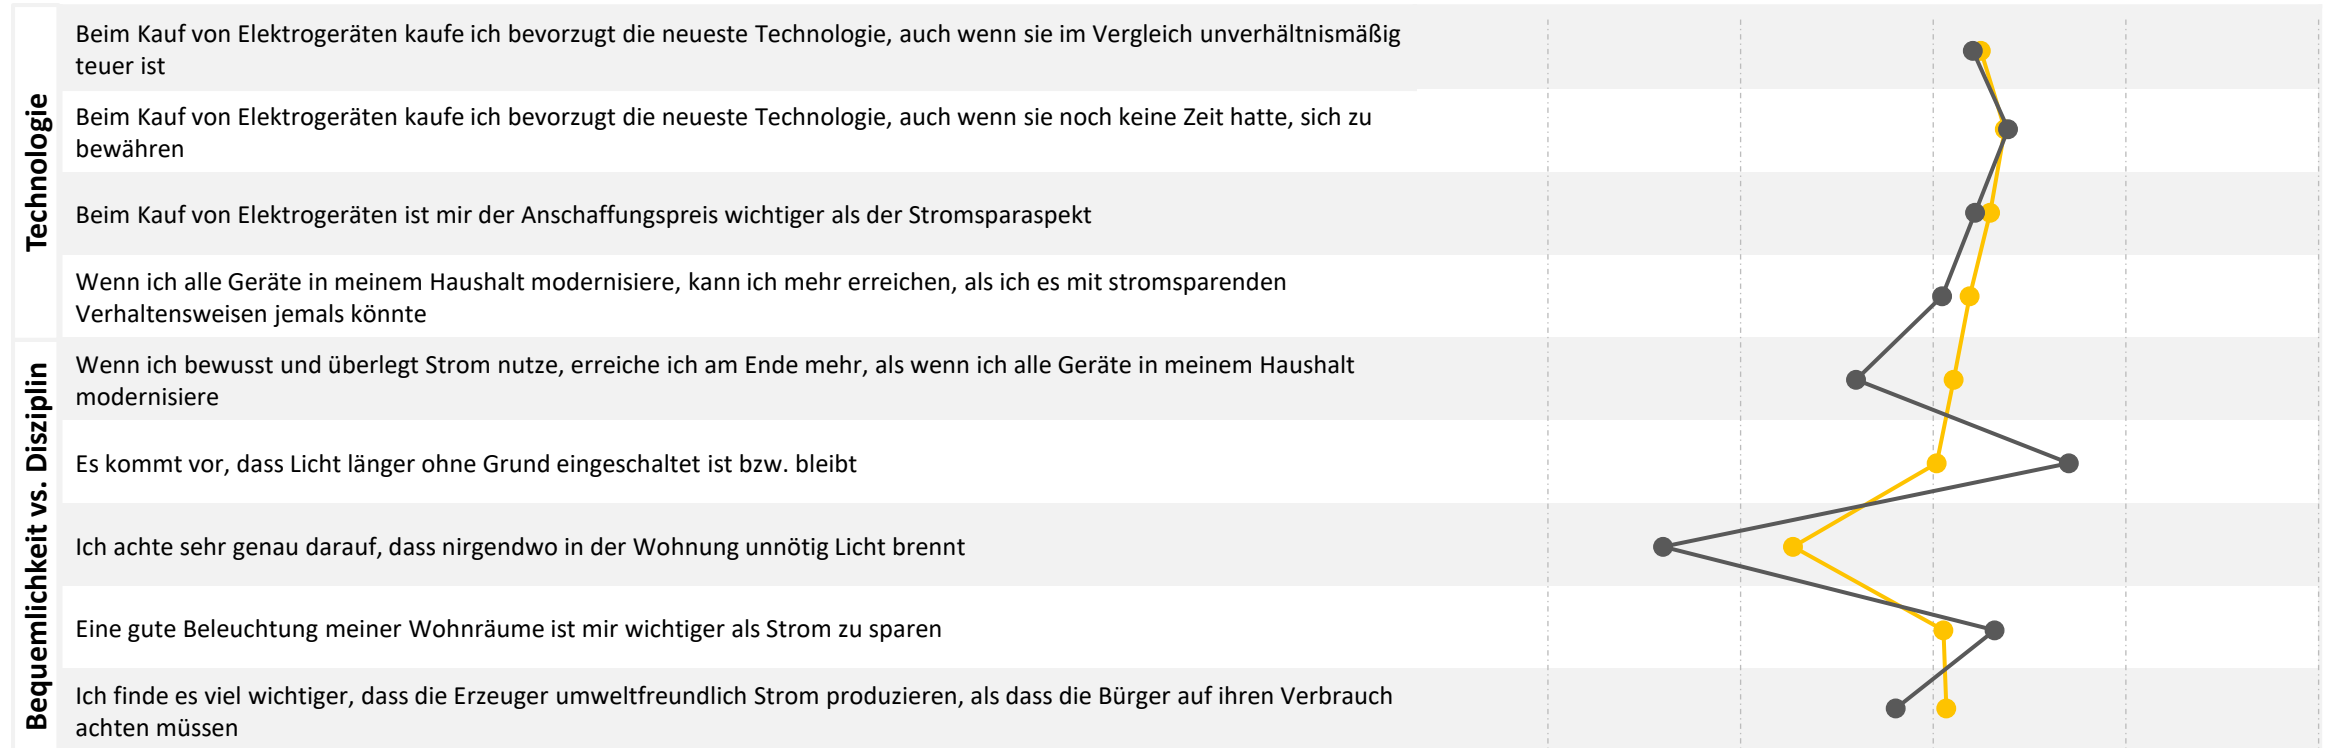 Technologie
Beim Kauf von Elektrogeräten kaufe ich bevorzugt die neueste Technologie, auch wenn sie im Vergleich unverhältnismäßig
teuer ist
Beim Kauf von Elektrogeräten kaufe ich bevorzugt die neueste Technologie, auch wenn sie noch keine Zeit hatte, sich zu
bewähren
Beim Kauf von Elektrogeräten ist mir der Anschaffungspreis wichtiger als der Stromsparaspekt
Wenn ich alle Geräte in meinem Haushalt modernisiere, kann ich mehr erreichen, als ich es mit stromsparenden
Verhaltensweisen jemals könnte
Bequemlichkeit vs. Disziplin
Wenn ich bewusst und überlegt Strom nutze, erreiche ich am Ende mehr, als wenn ich alle Geräte in meinem Haushalt
modernisiere
Es kommt vor, dass Licht länger ohne Grund eingeschaltet ist bzw. bleibt
Ich achte sehr genau darauf, dass nirgendwo in der Wohnung unnötig Licht brennt
Eine gute Beleuchtung meiner Wohnräume ist mir wichtiger als Strom zu sparen
Ich finde es viel wichtiger, dass die Erzeuger umweltfreundlich Strom produzieren, als dass die Bürger auf ihren Verbrauch
achten müssen